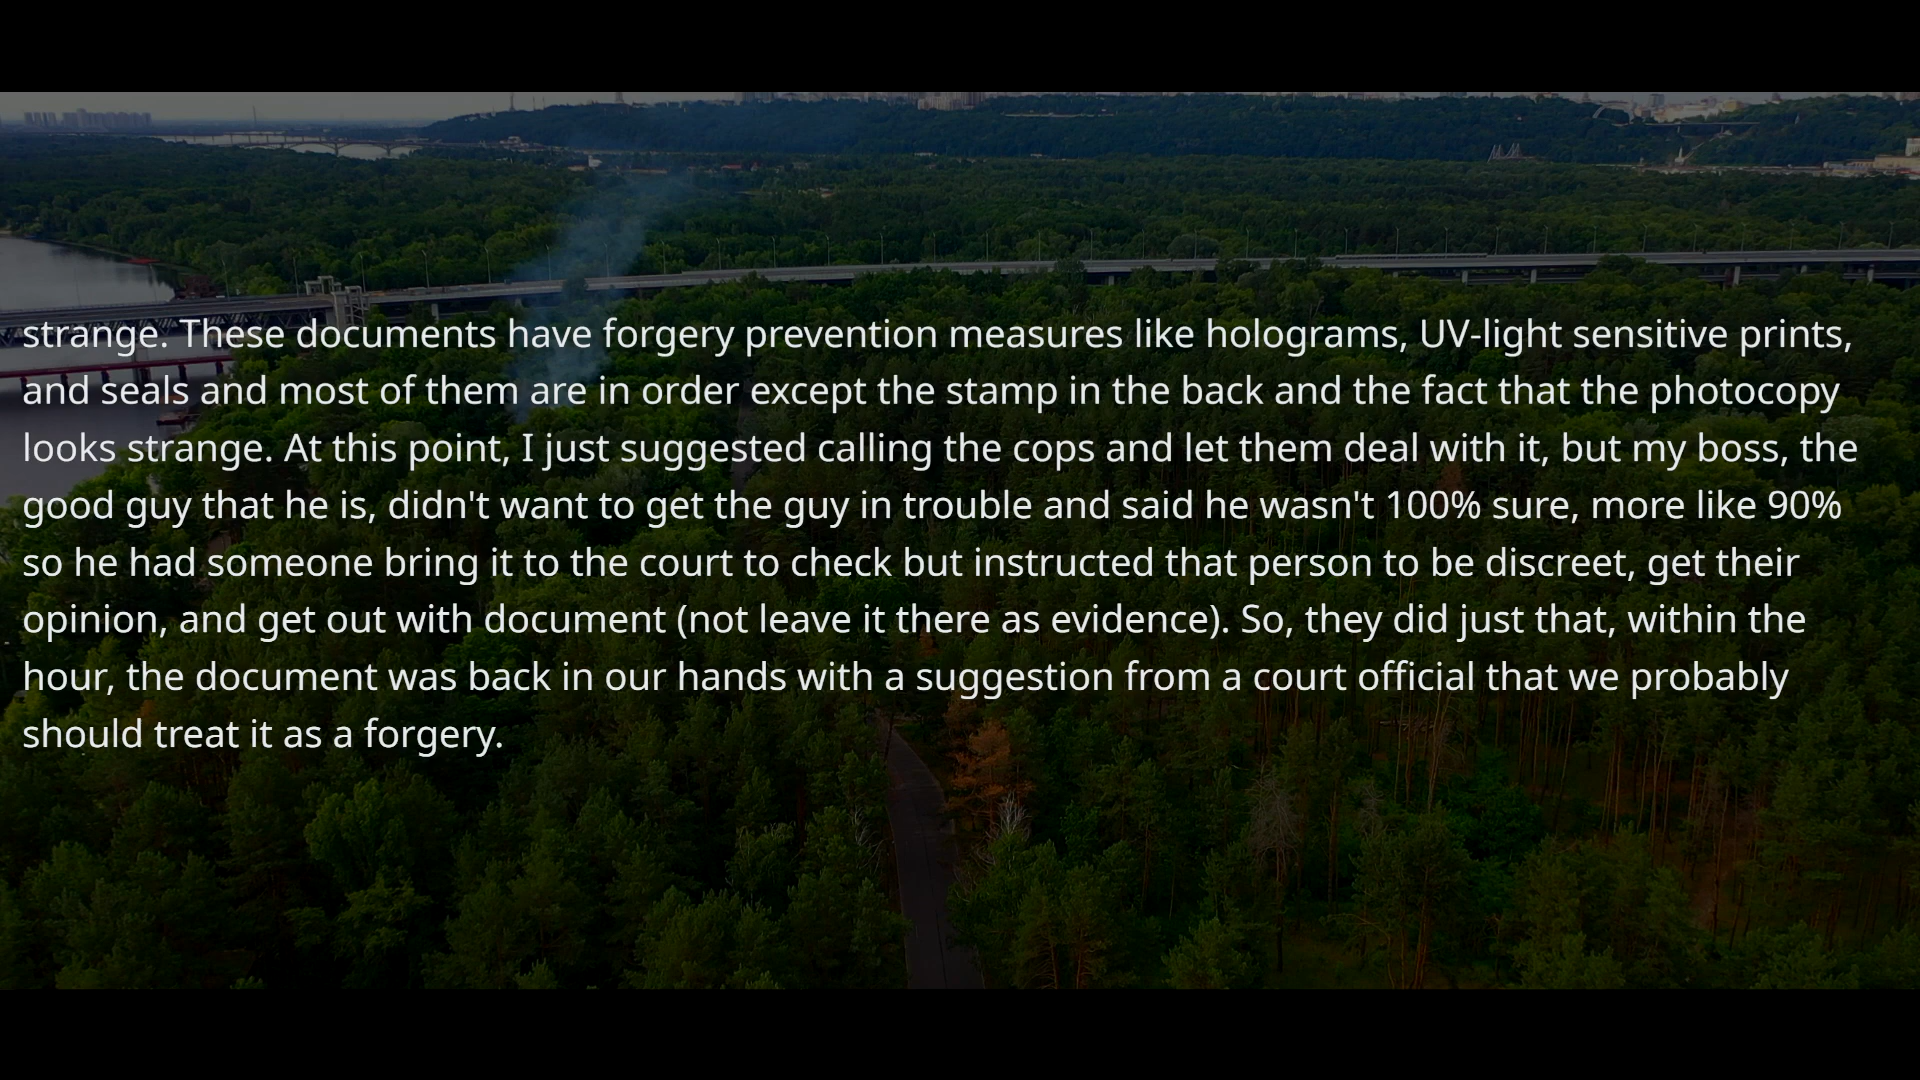 strange. These documents have forgery prevention measures like holograms, UV-light sensitive prints,
and seals and most of them are in order except the stamp in the back and the fact that the photocopy
looks strange. At this point, I just suggested calling the cops and let them deal with it, but my boss, the
good guy that he is, didn't want to get the guy in trouble and said he wasn't 100% sure, more like 90%
so he had someone bring it to the court to check but instructed that person to be discreet, get their
opinion, and get out with document (not leave it there as evidence). So, they did just that, within the
hour, the document was back in our hands with a suggestion from a court official that we probably
should treat it as a forgery.